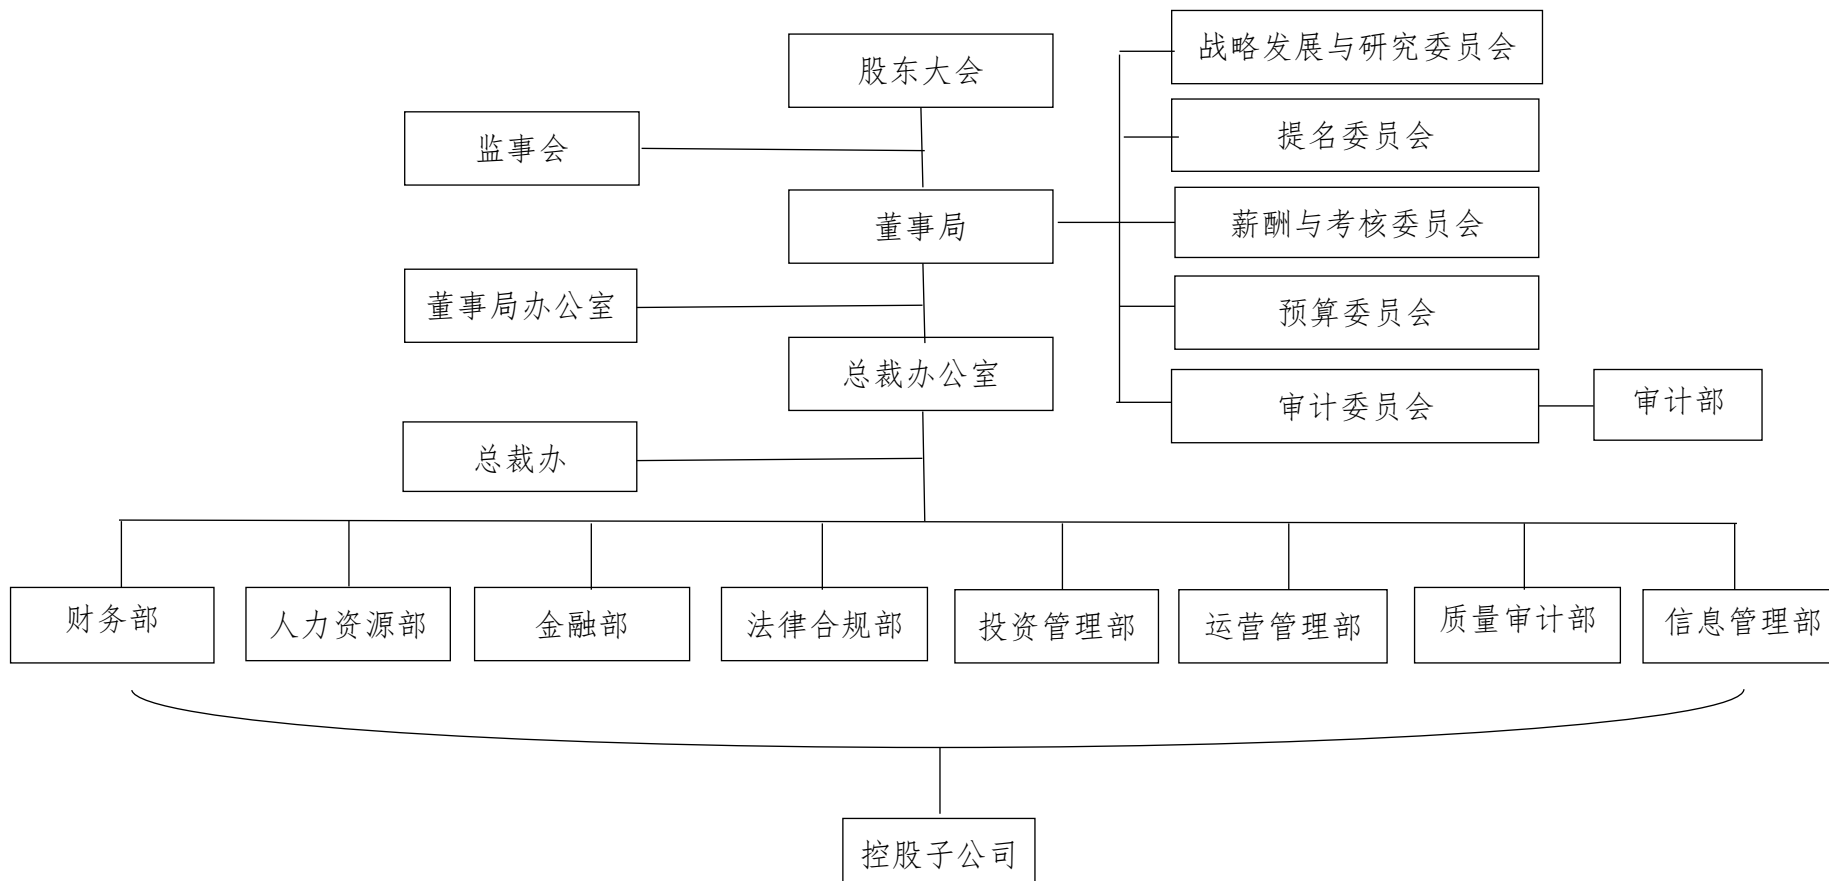 战略发展与研究委员会
股东大会
提名委员会
监事会
董事局
薪酬与考核委员会
董事局办公室
预算委员会
总裁办公室
审计委员会
审计部
总裁办
财务部
人力资源部
金融部
法律合规部
投资管理部
运营管理部
质量审计部
信息管理部
控股子公司